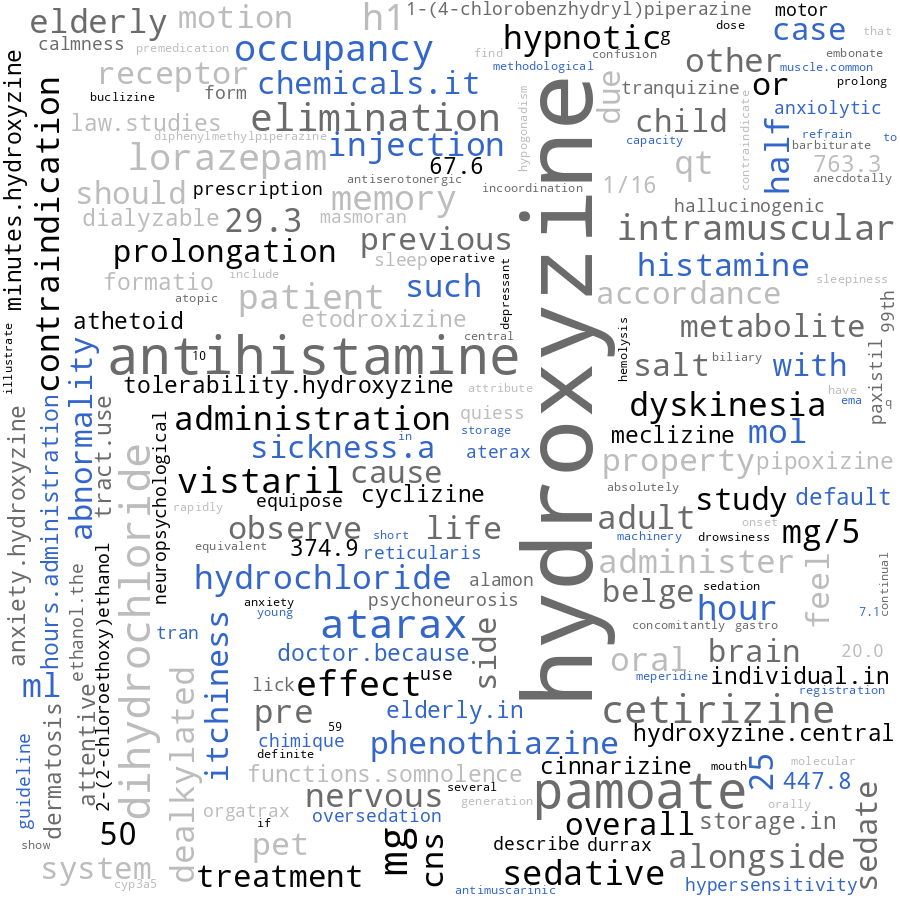 elderly
motion
h1
1-(4-chlorobenzhydryl)piperazine
motor
calmness
premedication
occupancy
hypnotic
g
dose
case
that
find
confusion
other
embonate
receptor
chemicals.it
methodological
muscle.common
buclizine
form
due
tranquizine
or
prolong
law.studies
elimination
hypogonadism
child
contraindicate
anxiolytic
diphenylmethylpiperazine
injection
capacity
half
refrain
to
barbiturate
minutes.hydroxyzine
contraindication
lorazepam
67.6
qt
763.3
should
prescription
antiserotonergic
incoordination
1/16
anecdotally
memory
dialyzable
29.3
masmoran
hallucinogenic
prolongation
previous
intramuscular
sleep
operative
formatio
include
histamine
sleepiness
atopic
patient
such
depressant
accordance
99th
athetoid
etodroxizine
metabolite
illustrate
central
hemolysis
antihistamine
10
hydroxyzine
salt
biliary
with
paxistil
tolerability.hydroxyzine
attribute
have
ema
q
abnormality
administration
quiess
dyskinesia
anxiety.hydroxyzine
hours.administration
tract.use
neuropsychological
storage
meclizine
mol
sickness.a
in
aterax
property
pipoxizine
dihydrochloride
vistaril
cause
absolutely
equipose
cyclizine
study
default
rapidly
adult
onset
mg/5
observe
life
machinery
drowsiness
equivalent
374.9
short
reticularis
administer
continual
ethanol.the
2-(2-chloroethoxy)ethanol
hydrochloride
alamon
belge
sedation
feel
anxiety
psychoneurosis
hour
7.1
young
itchiness
tran
atarax
side
concomitantly
gastro
doctor.because
oral
brain
20.0
ml
lick
effect
use
meperidine
individual.in
registration
dermatosis
attentive
dealkylated
pre
59
elderly.in
cetirizine
guideline
chimique
definite
phenothiazine
hydroxyzine.central
functions.somnolence
cinnarizine
mouth
25
molecular
447.8
nervous
several
generation
pamoate
orally
sedate
orgatrax
oversedation
50
if
overall
storage.in
show
pet
mg
cns
describe
durrax
system
alongside
cyp3a5
treatment
sedative
hypersensitivity
antimuscarinic